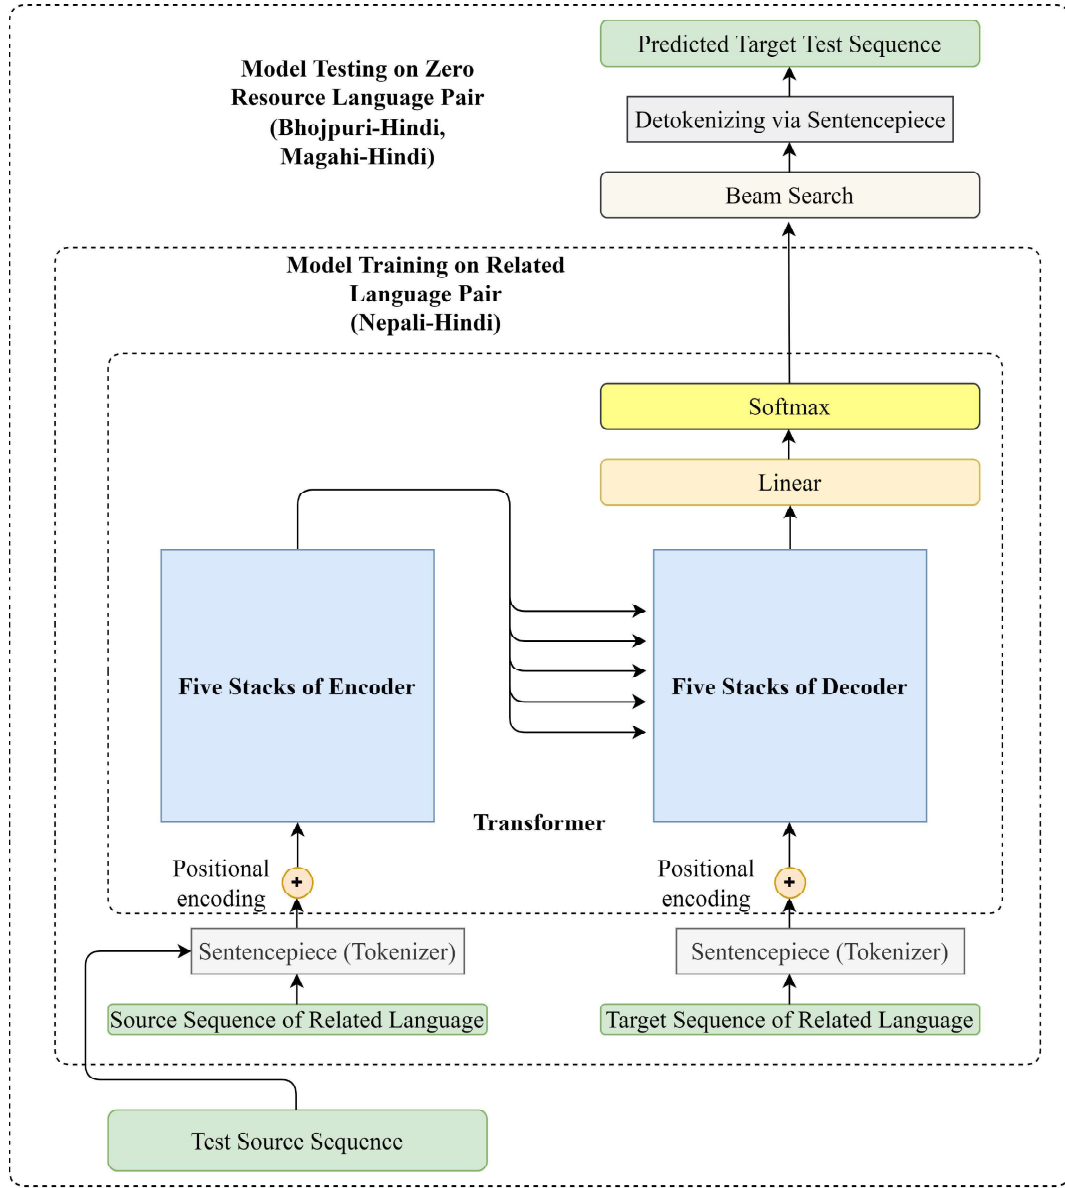 Predicted Target Test Sequence
Model Testing on Zero
Resource Language Pair
(Bhojpuri-Hindi,
Magahi-Hindi)
Detokenizing via Sentencepiece
Beam Search
Model Training on Related
Language Pair
(Nepali-Hindi)
Softmax
Linear
Five Stacks of Encoder
Five Stacks of Decoder
Transformer
Positional
encoding
Positional
encoding
Sentencepiece (Tokenizer)
Sentencepiece (Tokenizer)
Source Sequence of Related Language
Target Sequence of Related Language
Test Source Sequence